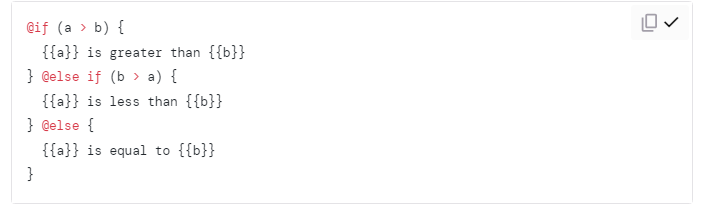 @if (a > b) {
  {{a}} is greater than {{b}}
} @else if (b > a) {
  {{a}} is less than {{b}}
} @else {
  {{a}} is equal to {{b}}
}